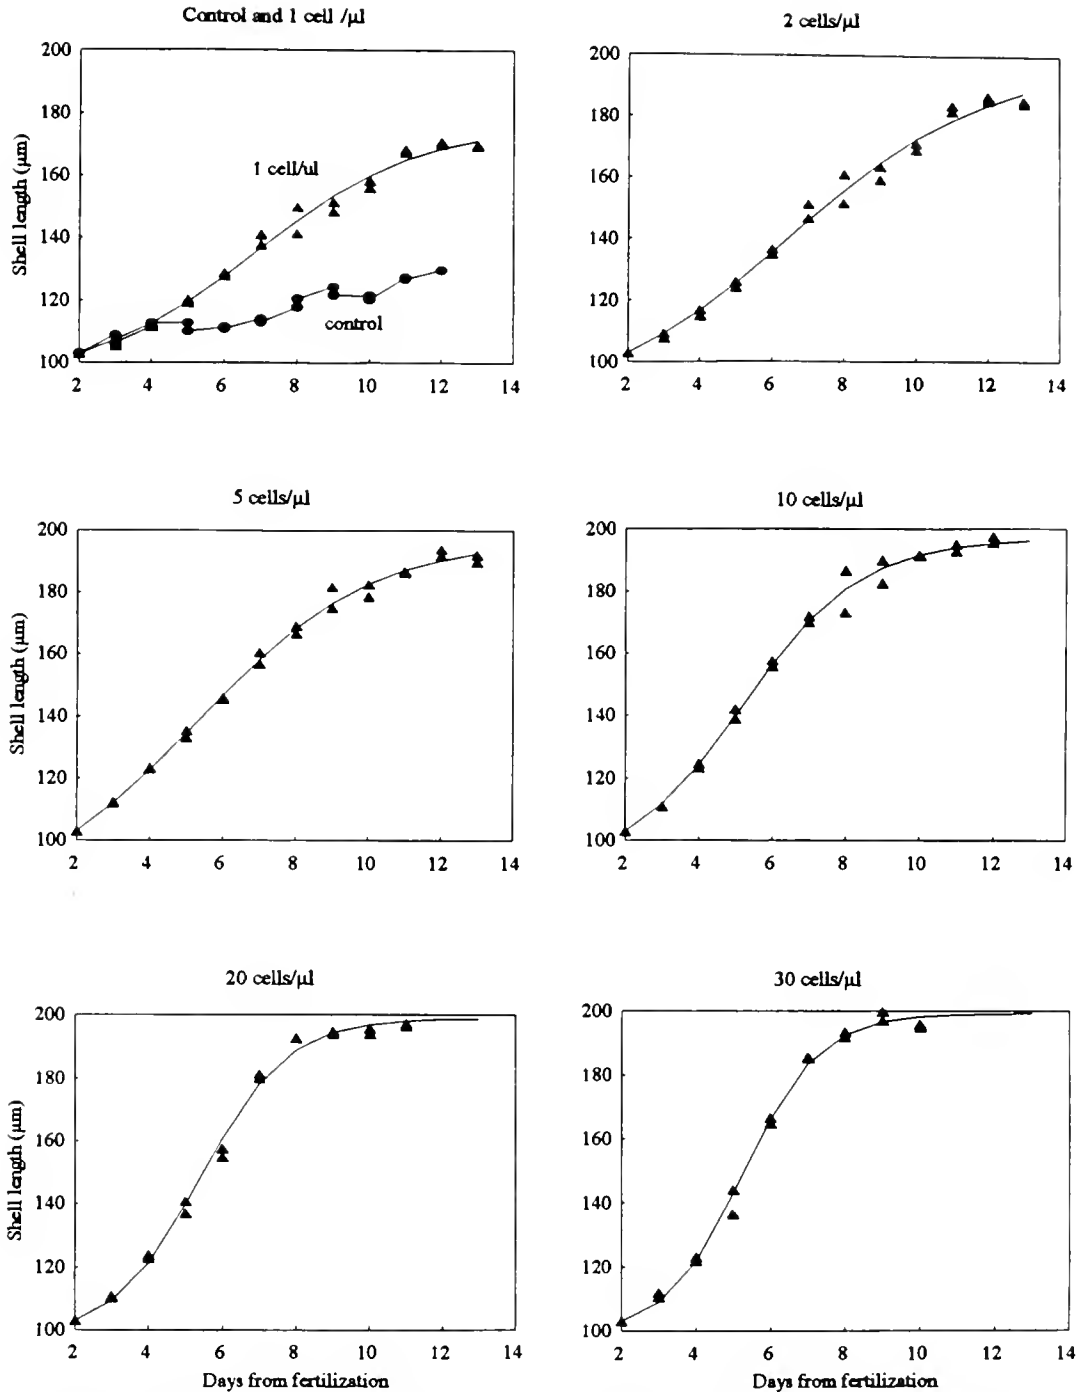 Control and 1 cell /µl
200
180
160
140
120
100
Shell length (µm)
1 cell/ul
control
2 4 6 8 10 12 14
2 cells/µl
200
180
160
140
120
100
2 4 6 8 10 12 14
5 cells/µl
200
180
160
140
120
100
Shell length (µm)
2 4 6 8 10 12 14
10 cells/µl
200
180
160
140
120
100
2 4 6 8 10 12 14
20 cells/µl
200
180
160
140
120
100
Shell length (µm)
2 4 6 8 10 12 14
Days from fertilization
30 cells/µl
200
180
160
140
120
100
2 4 6 8 10 12 14
Days from fertilization